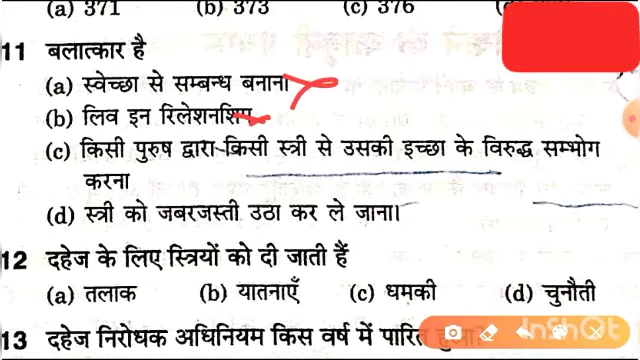 (a) 371 (b) 373 (c) 376
11 बलात्कार है
(a) स्वेच्छा से सम्बन्ध बनाना
(b) लिव इन रिलेशनशिप
(c) किसी पुरुष द्वारा किसी स्त्री से उसकी इच्छा के विरुद्ध सम्भोग
करना
(d) स्त्री को जबरजस्ती उठा कर ले जाना।
12 दहेज के लिए स्त्रियों को दी जाती हैं
(a) तलाक (b) यातनाएँ (c) धमकी (d) चुनौती
13 दहेज निरोधक अधिनियम किस वर्ष में पारित
InShOt